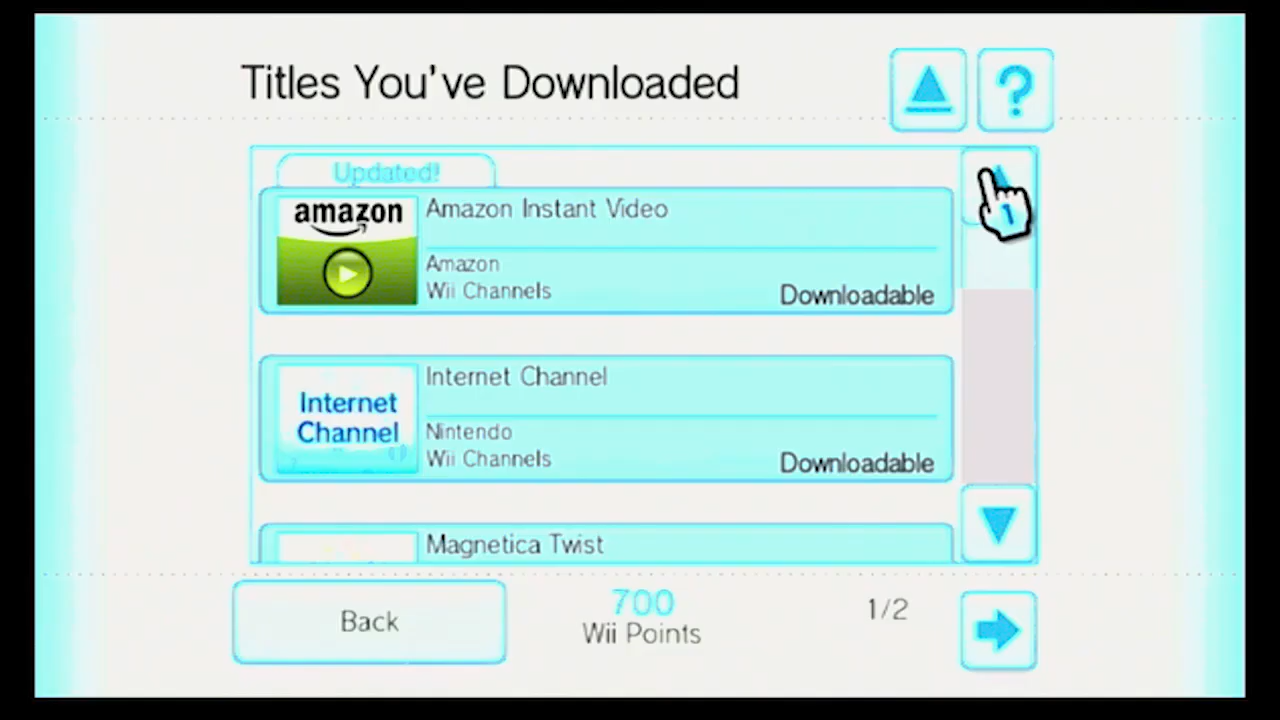 Titles You've Downloaded
?
Updated!
amazon
Amazon Instant Video
Amazon
Wii Channels
Downloadable
Internet
Channel
Internet Channel
Nintendo
Wii Channels
Downloadable
Magnetica Twist
1
Back
700
Wii Points
1/2